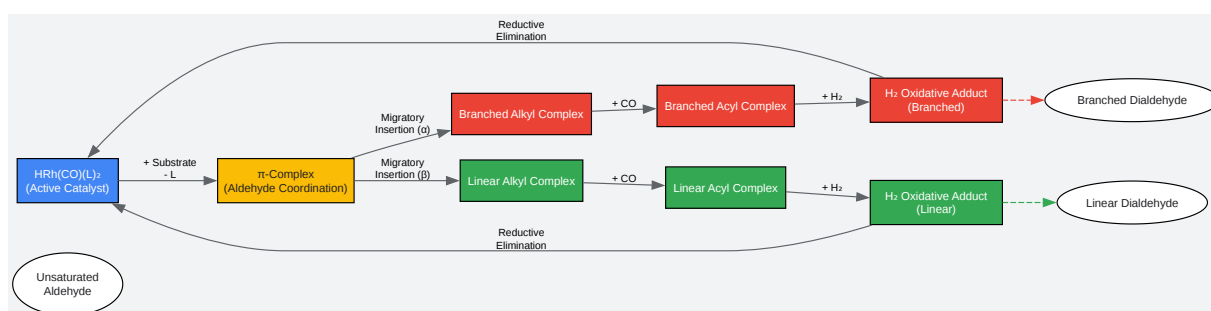 Reductive
Elimination
HRh(CO)(L)₂
(Active Catalyst)
+ Substrate
- L
π-Complex
(Aldehyde Coordination)
Migratory
Insertion (α)
Branched Alkyl Complex
+ CO
Branched Acyl Complex
+ H₂
H₂ Oxidative Adduct
(Branched)
Branched Dialdehyde
Migratory
Insertion (β)
Linear Alkyl Complex
+ CO
Linear Acyl Complex
+ H₂
H₂ Oxidative Adduct
(Linear)
Linear Dialdehyde
Reductive
Elimination
Unsaturated
Aldehyde